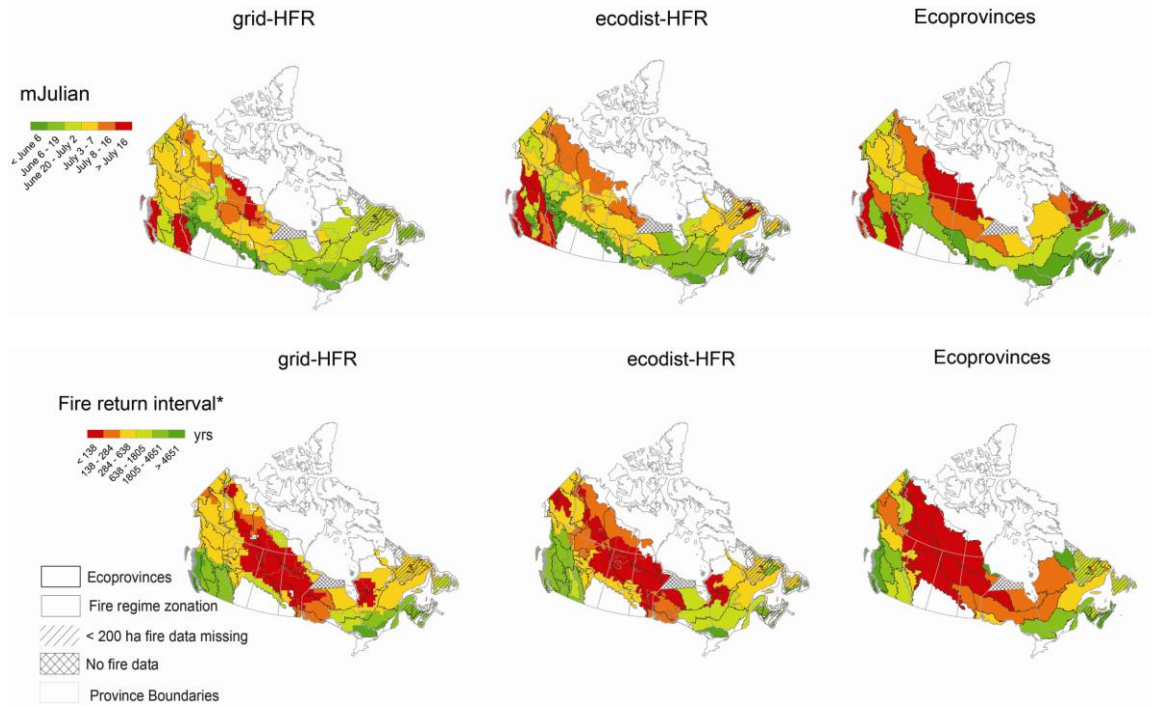 grid-HFR
ecodist-HFR
Ecoprovinces
mJulian
< June 6
June 6 - 19
June 20 - July 2
July 3 - 7
July 8 - 16
> July 16
grid-HFR
ecodist-HFR
Ecoprovinces
Fire return interval*
yrs
< 138
138 - 284
284 - 638
638 - 1805
1805 - 4651
> 4651
Ecoprovinces
Fire regime zonation
< 200 ha fire data missing
No fire data
Province Boundaries